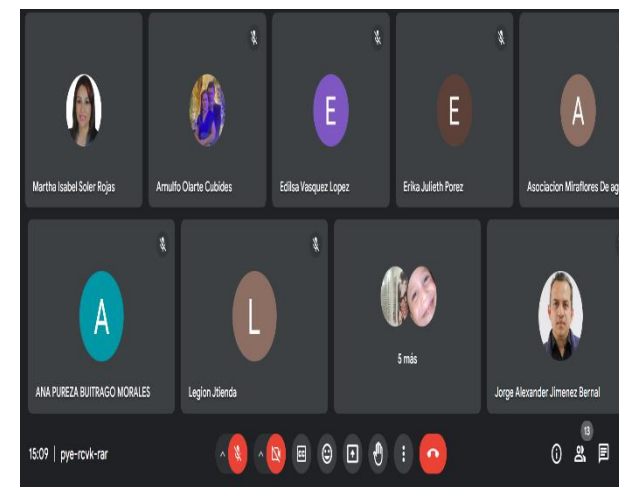 E
E
A
Martha Isabel Soler Rojas
Arnulfo Olarte Cubides
Edilsa Vasquez Lopez
Erika Julieth Porez
Asociacion Miraflores De ag
A
L
5 más
ANA PUREZA BUITRAGO MORALES
Legion Jtienda
Jorge Alexander Jimenez Bernal
15:09 | pye-rcvk-rar
13